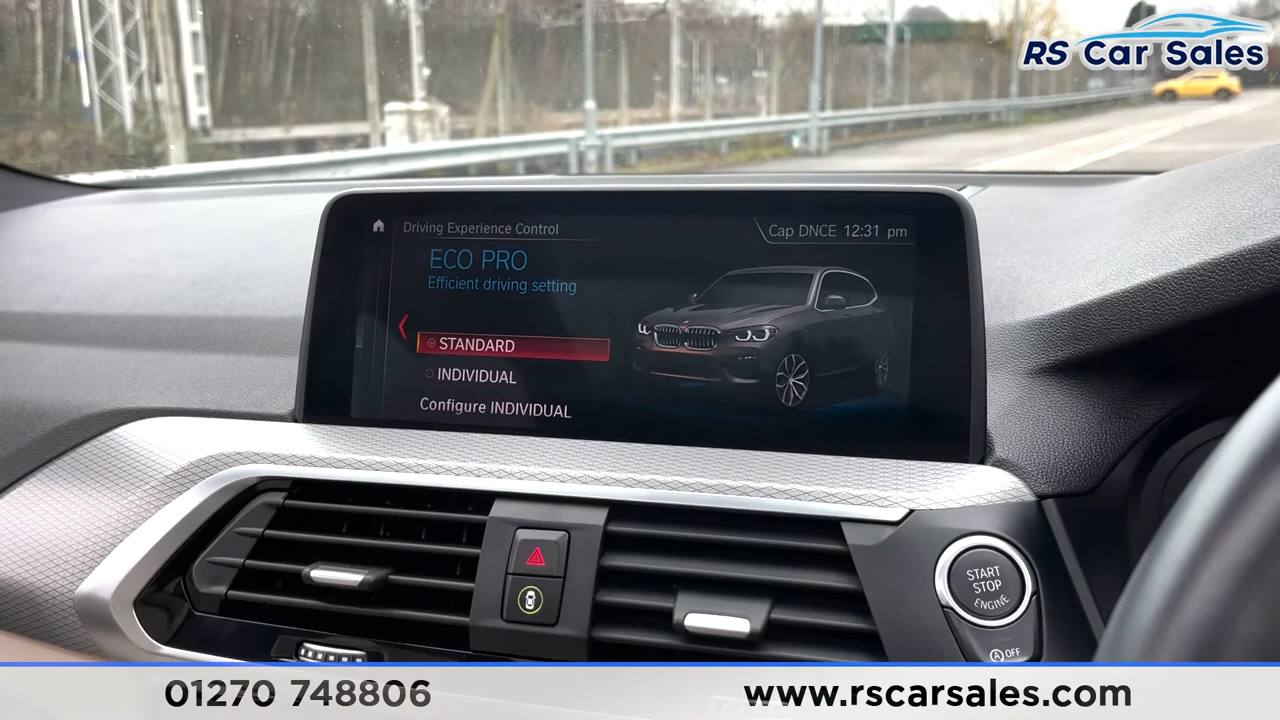 RS Car Sales
Driving Experience Control
Cap DNCE 12:31 pm
ECO PRO
Efficient driving setting
STANDARD
INDIVIDUAL
Configure INDIVIDUAL
START
STOP
ENGINE
A OFF
01270 748806
www.rscarsales.com